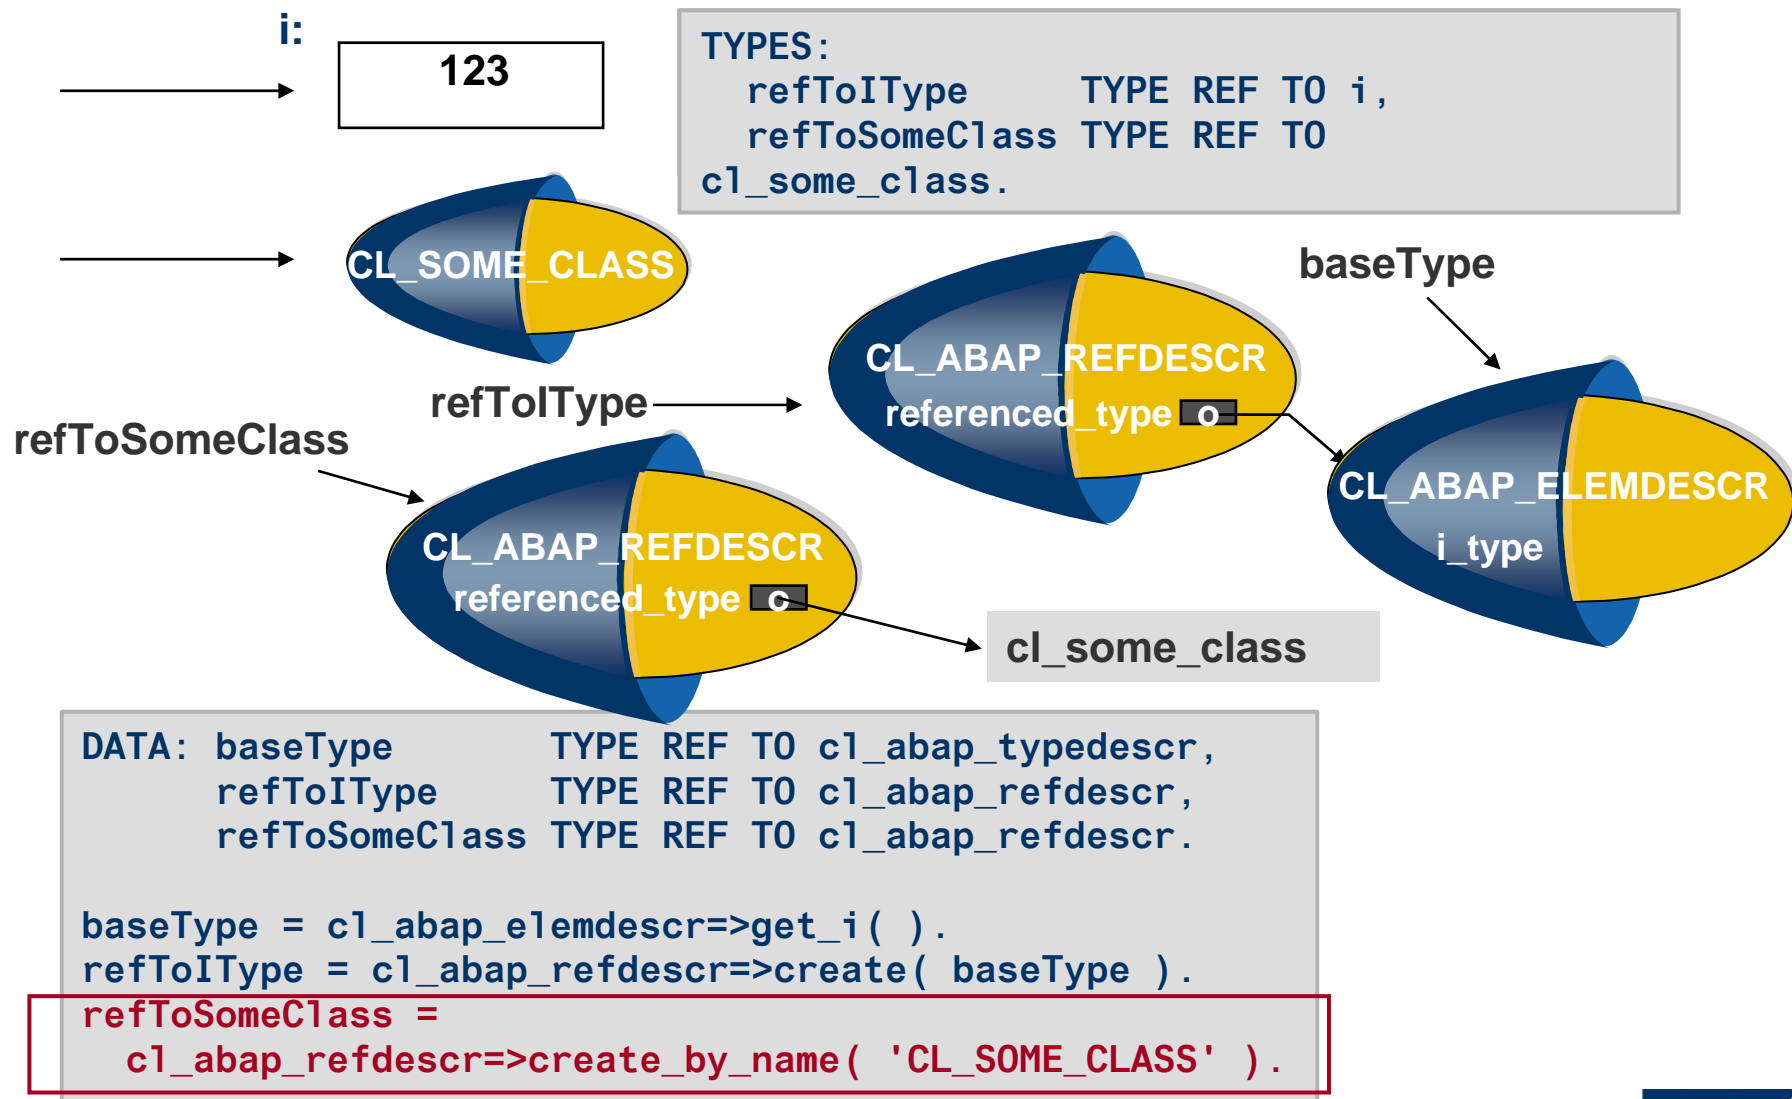 i:
123
TYPES:
refToIType TYPE REF TO i,
refToSomeClass TYPE REF TO
cl_some_class.
CL_SOME_CLASS
baseType
CL_ABAP_REFDESCR
referenced_type o
refToIType
refToSomeClass
CL_ABAP_ELEMDESCR
i_type
CL_ABAP_REFDESCR
referenced_type c
cl_some_class
DATA: baseType TYPE REF TO cl_abap_typedescr,
refToIType TYPE REF TO cl_abap_refdescr,
refToSomeClass TYPE REF TO cl_abap_refdescr.
baseType = cl_abap_elemdescr=>get_i( ).
refToIType = cl_abap_refdescr=>create( baseType ).
refToSomeClass =
cl_abap_refdescr=>create_by_name( 'CL_SOME_CLASS' ).